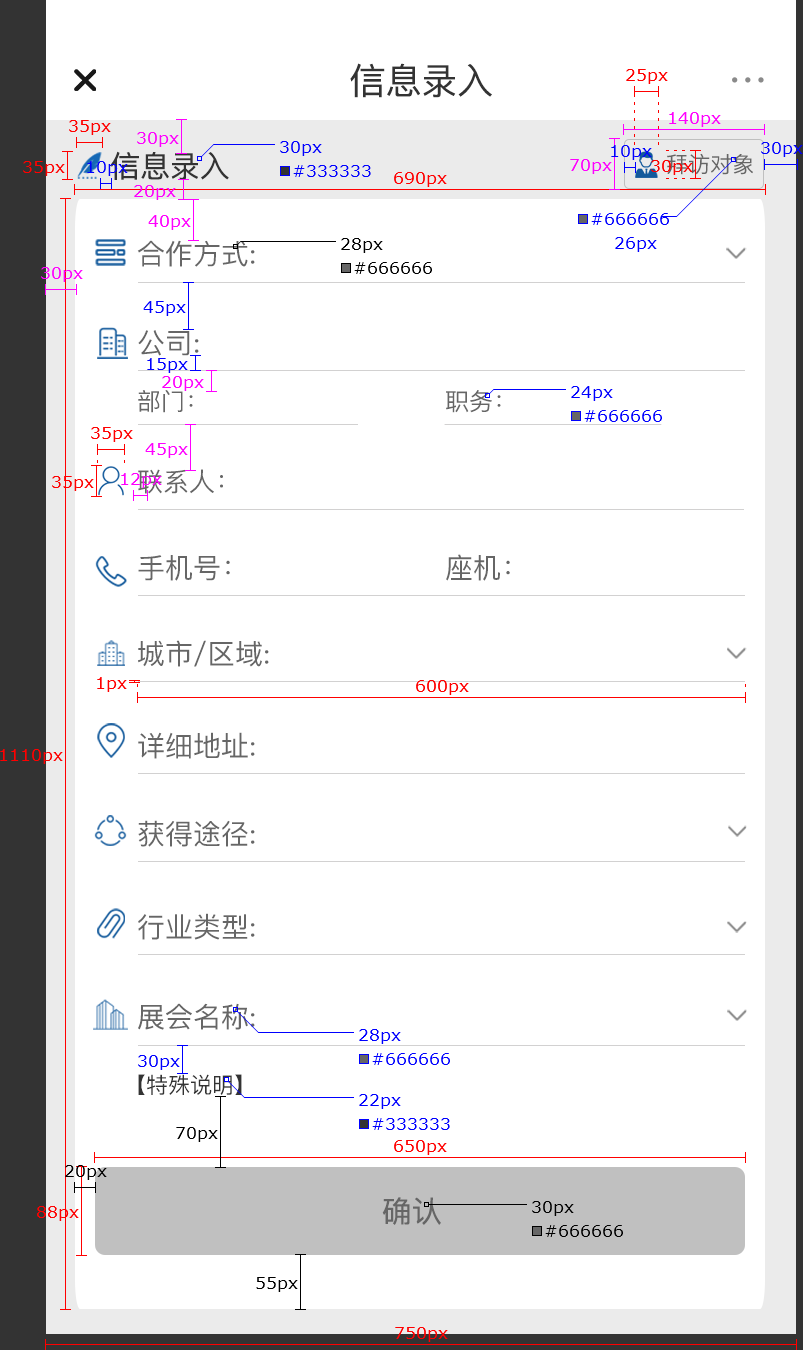 信息录入
25px
35px
30px
140px
30px
#333333
信息录入
35px
10px
690px
20px
70px
10px
30px
拜访对象
30px
#666666
26px
40px
合作方式:
28px
#666666
30px
45px
公司:
15px
20px
部门:
职务:
24px
#666666
35px
45px
35px
12px
联系人:
手机号:
座机:
城市/区域:
1px
600px
详细地址:
1110px
获得途径:
行业类型:
展会名称:
28px
#666666
30px
【特殊说明】
22px
#333333
70px
650px
20px
88px
确认
30px
#666666
55px
750px